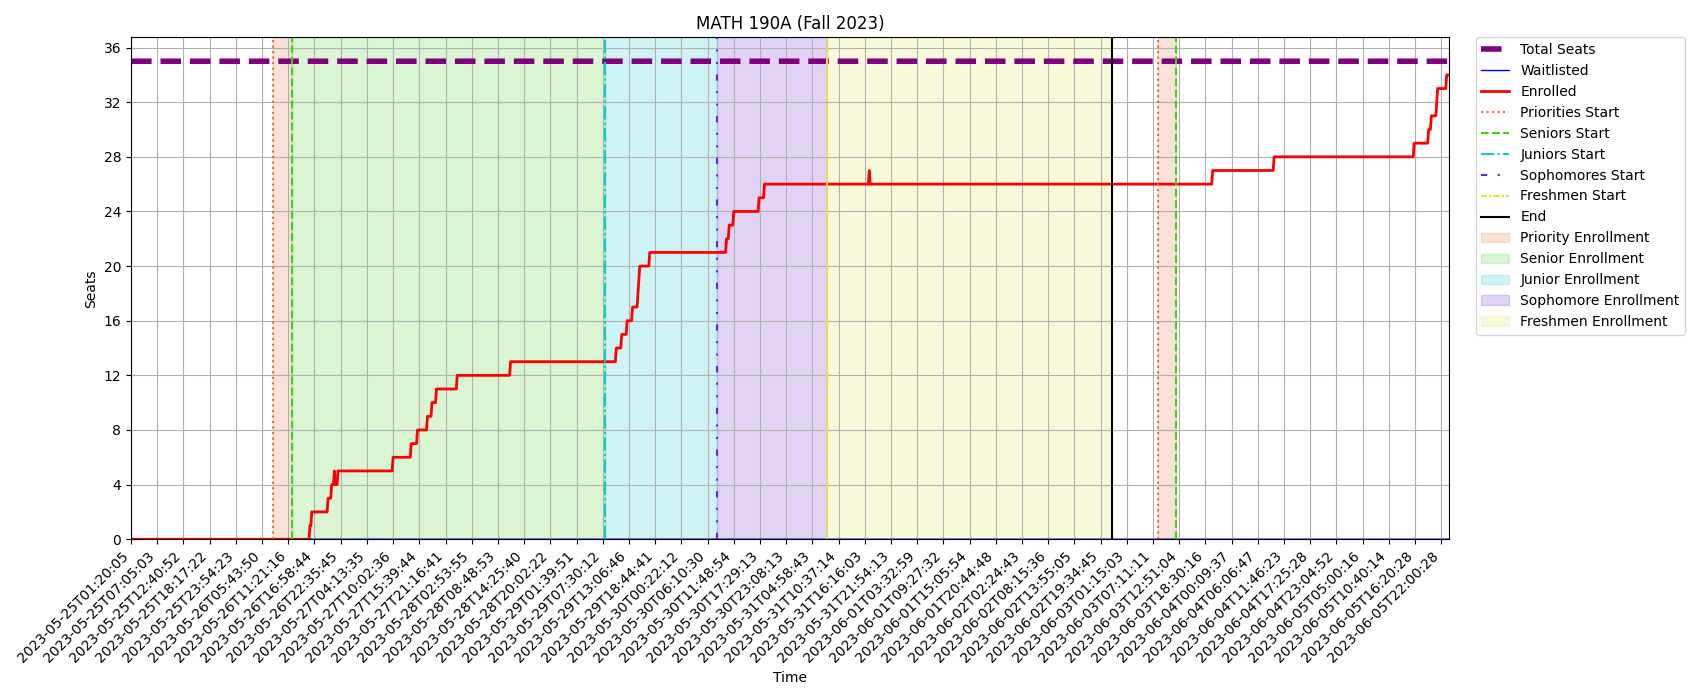 MATH 190A (Fall 2023)
36
32
28
24
20
16
12
8
4
0
Seats
2023-05-25T01:20:05
2023-05-25T07:05:03
2023-05-25T12:40:52
2023-05-25T18:17:22
2023-05-25T23:54:23
2023-05-26T05:43:50
2023-05-26T11:21:16
2023-05-26T16:58:44
2023-05-26T22:35:45
2023-05-27T04:13:35
2023-05-27T10:02:36
2023-05-27T15:39:44
2023-05-27T21:16:41
2023-05-28T02:53:55
2023-05-28T08:48:53
2023-05-28T14:25:40
2023-05-28T20:02:22
2023-05-29T01:39:51
2023-05-29T07:30:12
2023-05-29T13:06:46
2023-05-29T18:44:41
2023-05-30T00:22:12
2023-05-30T06:10:30
2023-05-30T11:48:54
2023-05-30T17:29:13
2023-05-30T23:08:13
2023-05-31T04:58:43
2023-05-31T10:37:14
2023-05-31T16:16:03
2023-05-31T21:54:13
2023-06-01T03:32:59
2023-06-01T09:27:32
2023-06-01T15:05:54
2023-06-01T20:44:48
2023-06-02T02:24:43
2023-06-02T08:15:36
2023-06-02T13:55:05
2023-06-02T19:34:45
2023-06-03T01:15:03
2023-06-03T07:11:11
2023-06-03T12:51:04
2023-06-03T18:30:16
2023-06-04T00:09:37
2023-06-04T06:06:47
2023-06-04T11:46:23
2023-06-04T17:25:28
2023-06-04T23:04:52
2023-06-05T05:00:16
2023-06-05T10:40:14
2023-06-05T16:20:28
2023-06-05T22:00:28
Time
Total Seats
Waitlisted
Enrolled
Priorities Start
Seniors Start
Juniors Start
Sophomores Start
Freshmen Start
End
Priority Enrollment
Senior Enrollment
Junior Enrollment
Sophomore Enrollment
Freshmen Enrollment